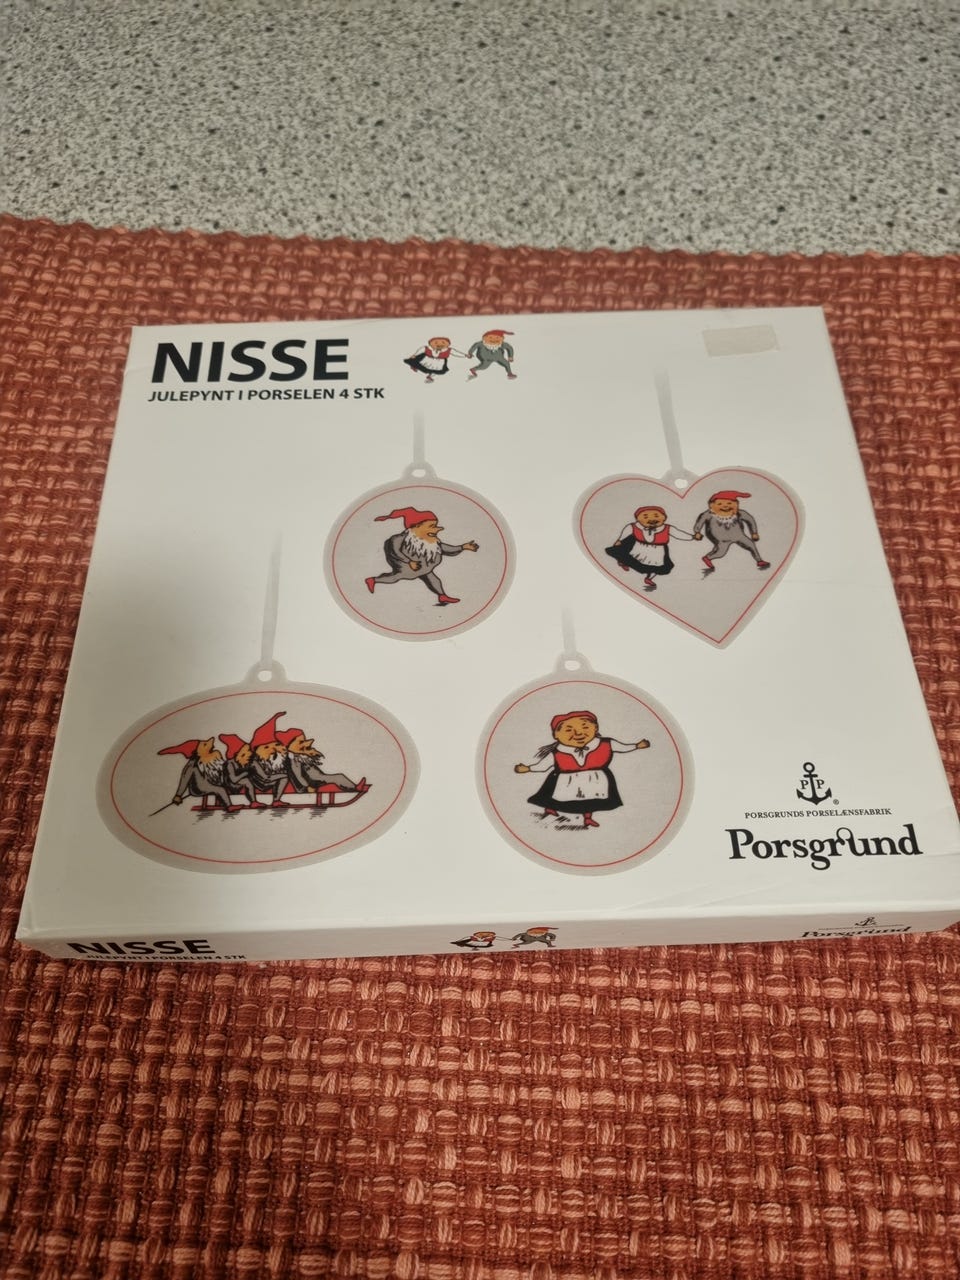 NISSE
JULEPYNT I PORSELEN 4 STK
P P
®
PORSGRUNDS PORSELÆNSFABRIK
Porsgrund
NISSE
JULEPYNT I PORSELEN 4 STK
Porsgrund